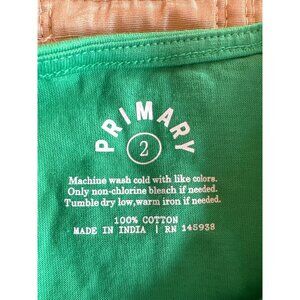 PRIMARY
2
Machine wash cold with like colors.
Only non-chlorine bleach if needed.
Tumble dry low, warm iron if needed.
100% COTTON
MADE IN INDIA | RN 145938